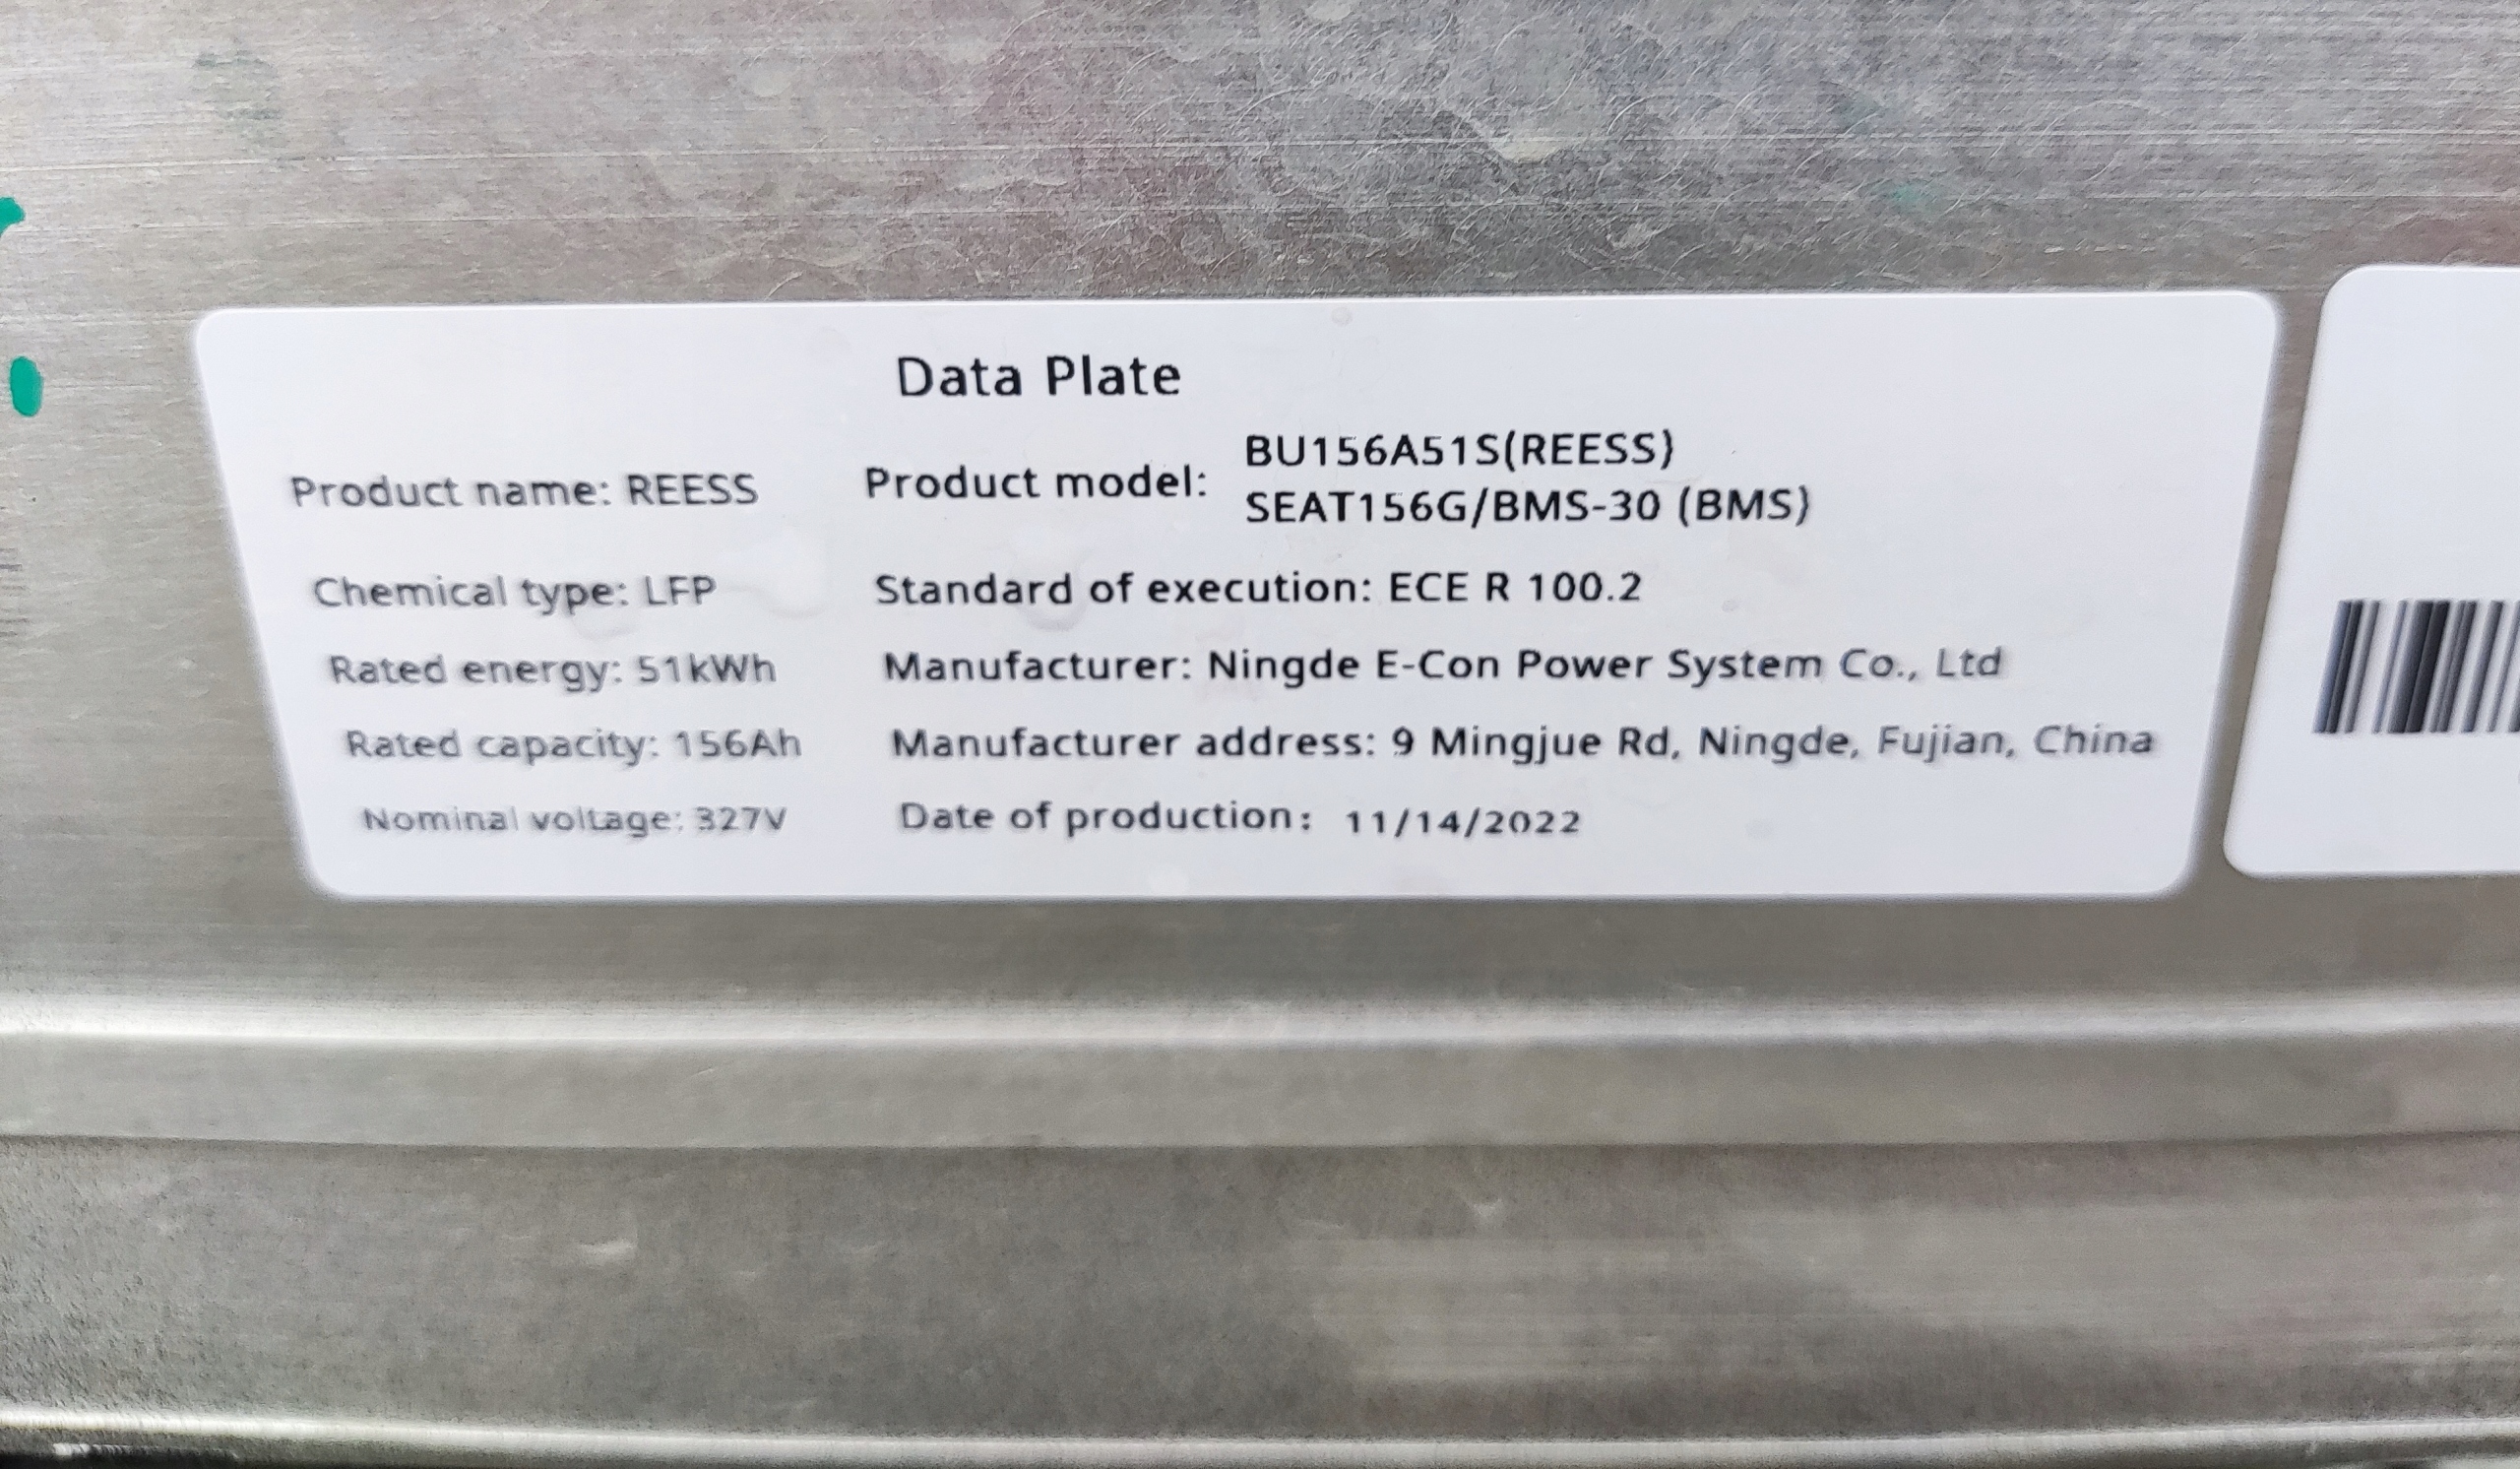 Data Plate
Product name: REESS
Product model: BU156A51S(REESS)
SEAT156G/BMS-30 (BMS)
Chemical type: LFP
Standard of execution: ECE R 100.2
Rated energy: 51kWh
Manufacturer: Ningde E-Con Power System Co., Ltd
Rated capacity: 156Ah
Manufacturer address: 9 Mingjue Rd, Ningde, Fujian, China
Nominal voltage: 327V
Date of production: 11/14/2022